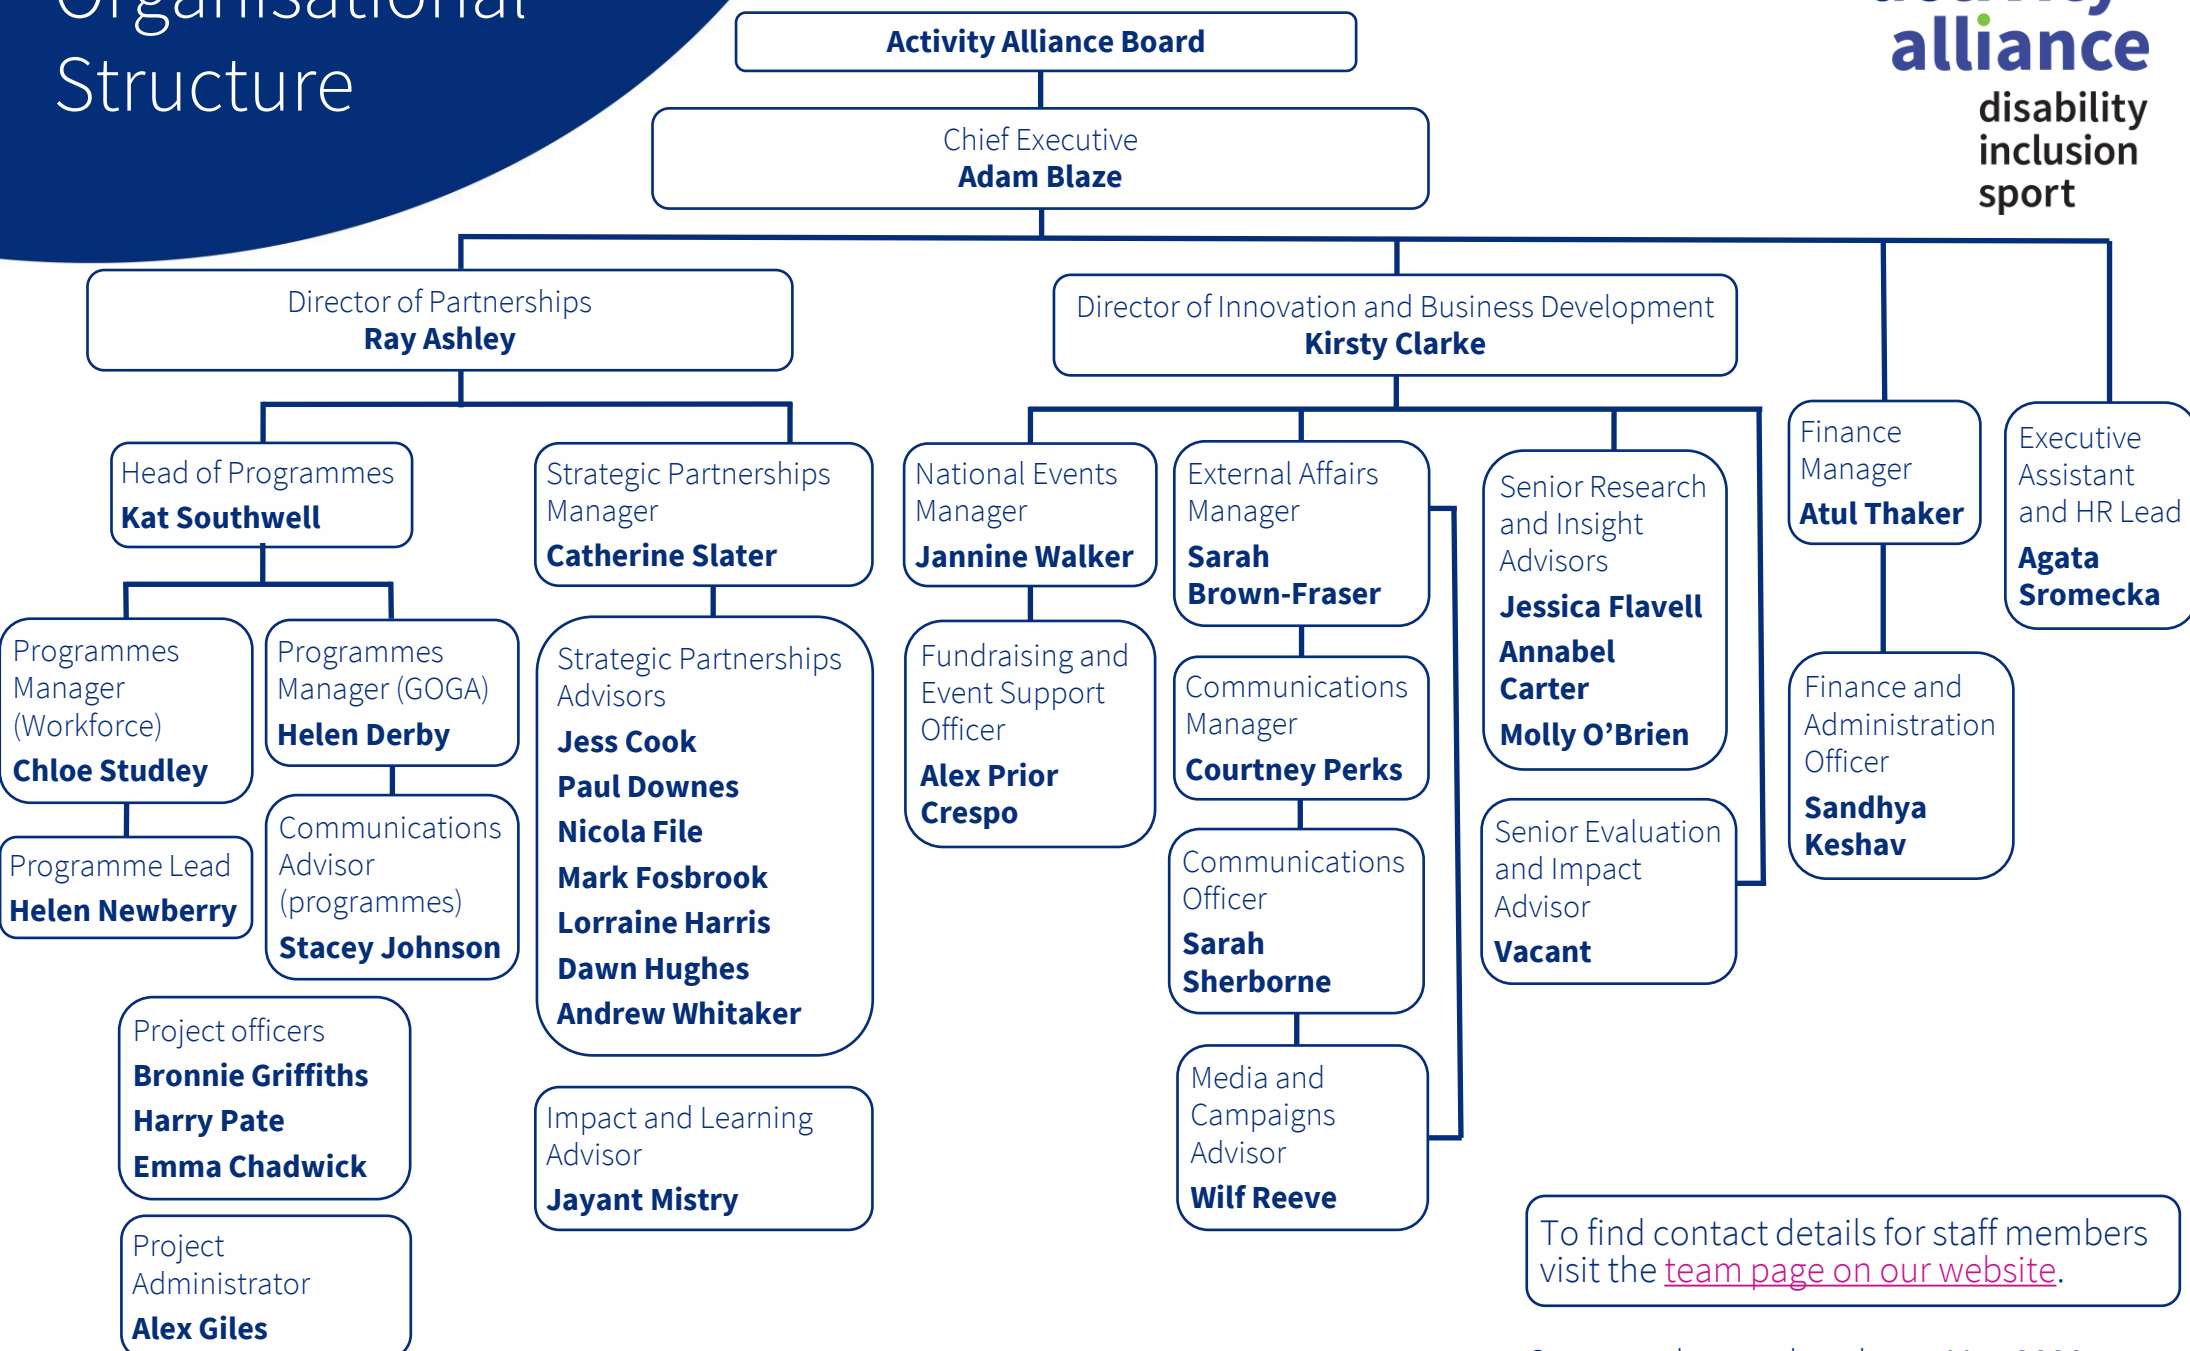 Organisational
Structure
activity
alliance
disability
inclusion
sport
Activity Alliance Board
Chief Executive
Adam Blaze
Director of Partnerships
Ray Ashley
Director of Innovation and Business Development
Kirsty Clarke
Head of Programmes
Kat Southwell
Strategic Partnerships
Manager
Catherine Slater
National Events
Manager
Jannine Walker
External Affairs
Manager
Sarah
Brown-Fraser
Senior Research
and Insight
Advisors
Jessica Flavell
Annabel
Carter
Molly O’Brien
Finance
Manager
Atul Thaker
Executive
Assistant
and HR Lead
Agata
Sromecka
Programmes
Manager
(Workforce)
Chloe Studley
Programmes
Manager (GOGA)
Helen Derby
Strategic Partnerships
Advisors
Jess Cook
Paul Downes
Nicola File
Mark Fosbrook
Lorraine Harris
Dawn Hughes
Andrew Whitaker
Fundraising and
Event Support
Officer
Alex Prior
Crespo
Communications
Manager
Courtney Perks
Finance and
Administration
Officer
Sandhya
Keshav
Programme Lead
Helen Newberry
Communications
Advisor
(programmes)
Stacey Johnson
Communications
Officer
Sarah
Sherborne
Senior Evaluation
and Impact
Advisor
Vacant
Project officers
Bronnie Griffiths
Harry Pate
Emma Chadwick
Impact and Learning
Advisor
Jayant Mistry
Media and
Campaigns
Advisor
Wilf Reeve
Project
Administrator
Alex Giles
To find contact details for staff members
visit the team page on our website.